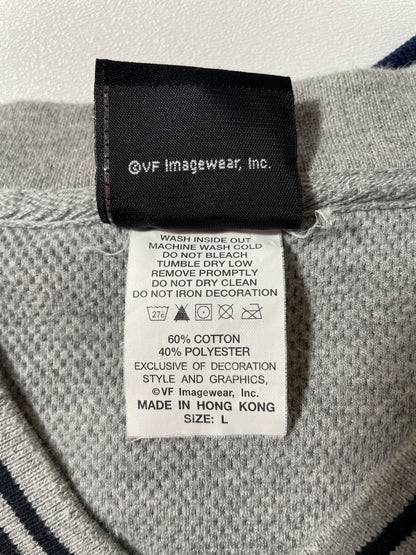 ©VF Imagewear, Inc.
WASH INSIDE OUT
MACHINE WASH COLD
DO NOT BLEACH
TUMBLE DRY LOW
REMOVE PROMPTLY
DO NOT DRY CLEAN
DO NOT IRON DECORATION
27c
60% COTTON
40% POLYESTER
EXCLUSIVE OF DECORATION
STYLE AND GRAPHICS,
©VF Imagewear, Inc.
MADE IN HONG KONG
SIZE: L